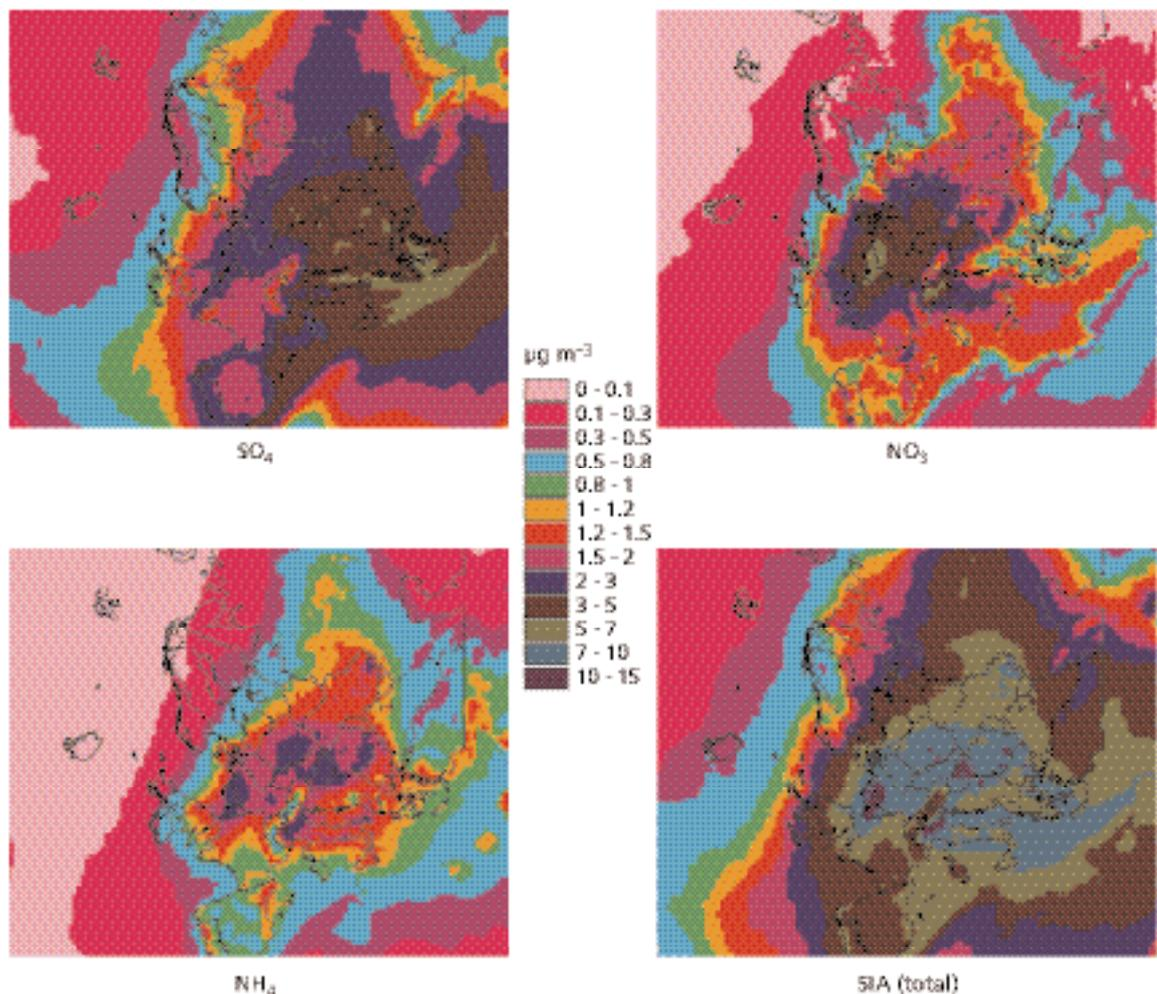 SO₄
NO₃
µg m⁻³
0 - 0.1
0.1 - 0.3
0.3 - 0.5
0.5 - 0.8
0.8 - 1
1 - 1.2
1.2 - 1.5
1.5 - 2
2 - 3
3 - 5
5 - 7
7 - 10
10 - 15
NH₄
SIA (total)